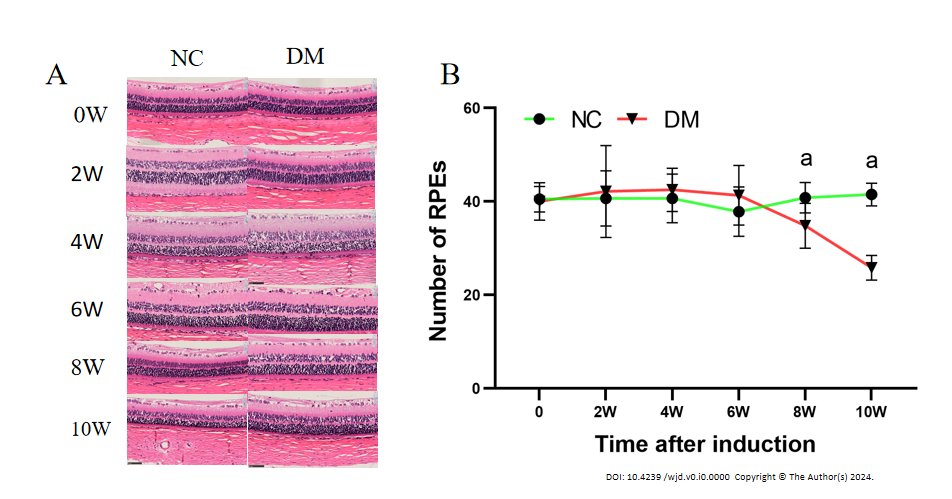 A
NC DM
0W
2W
4W
6W
8W
10W
B
NC DM
Number of RPEs
60
40
20
0
a a
0 2W 4W 6W 8W 10W
Time after induction
DOI: 10.4239 /wjd.v0.i0.0000 Copyright © The Author(s) 2024.